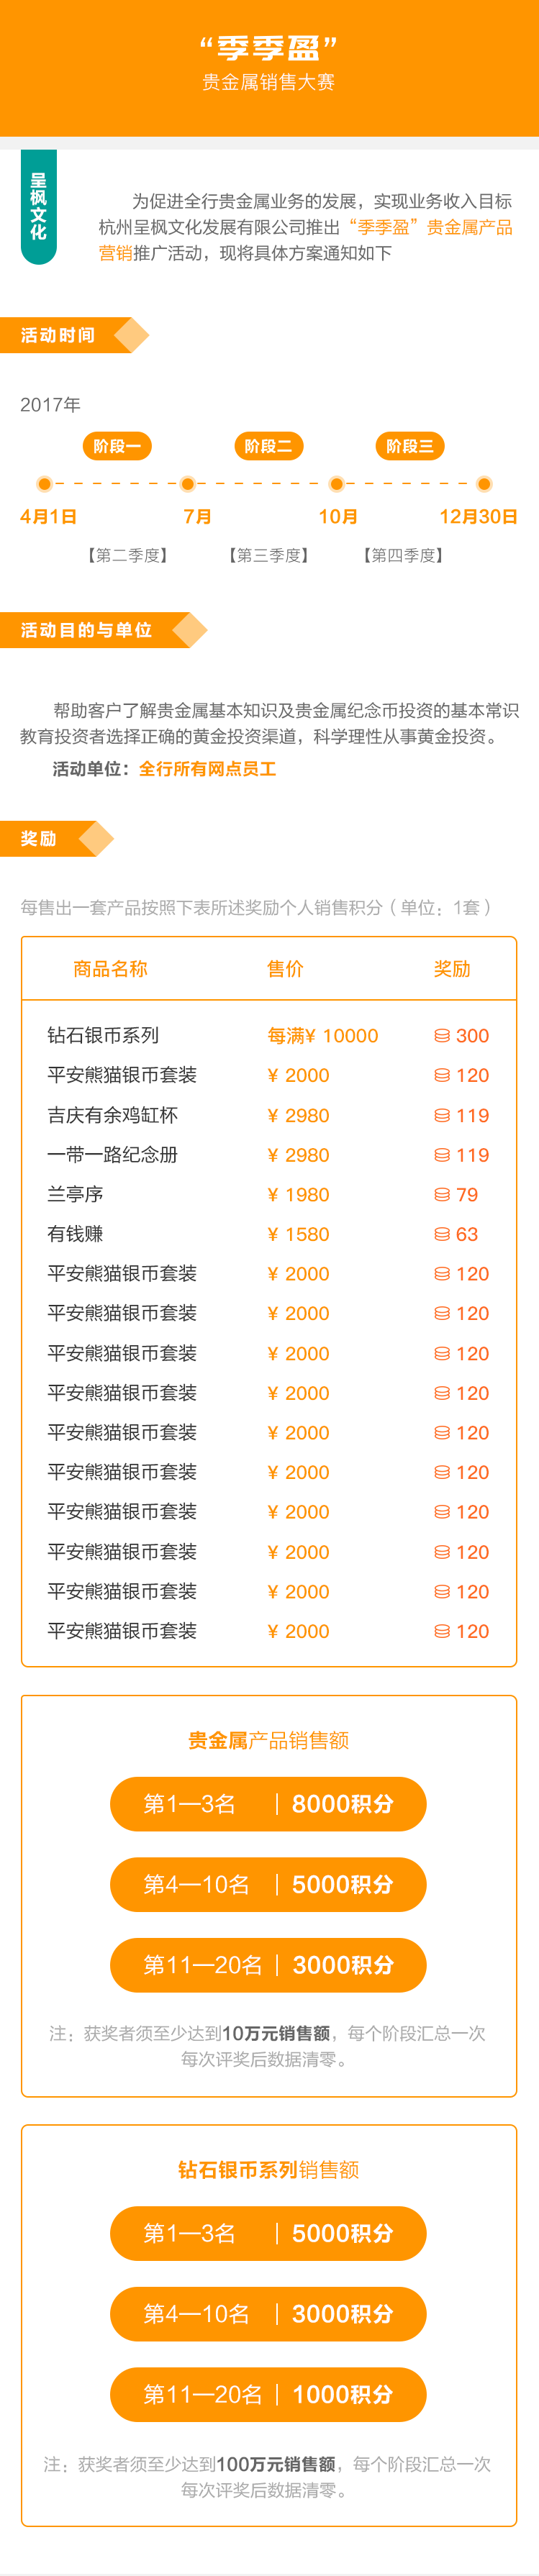 “季季盈”
贵金属销售大赛
呈枫文化
为促进全行贵金属业务的发展，实现业务收入目标
杭州呈枫文化发展有限公司推出“季季盈”贵金属产品
营销推广活动，现将具体方案通知如下
活动时间
2017年
阶段一 阶段二 阶段三
4月1日 7月 10月 12月30日
【第二季度】 【第三季度】 【第四季度】
活动目的与单位
帮助客户了解贵金属基本知识及贵金属纪念币投资的基本常识
教育投资者选择正确的黄金投资渠道，科学理性从事黄金投资。
活动单位：全行所有网点员工
奖励
每售出一套产品按照下表所述奖励个人销售积分（单位：1套）
商品名称 售价 奖励
钻石银币系列 每满¥ 10000 300
平安熊猫银币套装 ¥ 2000 120
吉庆有余鸡缸杯 ¥ 2980 119
一带一路纪念册 ¥ 2980 119
兰亭序 ¥ 1980 79
有钱赚 ¥ 1580 63
平安熊猫银币套装 ¥ 2000 120
平安熊猫银币套装 ¥ 2000 120
平安熊猫银币套装 ¥ 2000 120
平安熊猫银币套装 ¥ 2000 120
平安熊猫银币套装 ¥ 2000 120
平安熊猫银币套装 ¥ 2000 120
平安熊猫银币套装 ¥ 2000 120
平安熊猫银币套装 ¥ 2000 120
平安熊猫银币套装 ¥ 2000 120
平安熊猫银币套装 ¥ 2000 120
贵金属产品销售额
第1—3名 | 8000积分
第4—10名 | 5000积分
第11—20名 | 3000积分
注：获奖者须至少达到10万元销售额，每个阶段汇总一次
每次评奖后数据清零。
钻石银币系列销售额
第1—3名 | 5000积分
第4—10名 | 3000积分
第11—20名 | 1000积分
注：获奖者须至少达到100万元销售额，每个阶段汇总一次
每次评奖后数据清零。